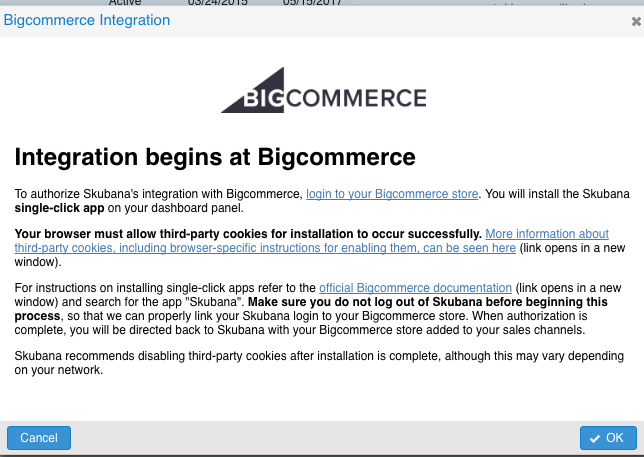 Active 03/24/2015 05/15/2017
Bigcommerce Integration
BIGCOMMERCE
Integration begins at Bigcommerce
To authorize Skubana's integration with Bigcommerce, login to your Bigcommerce store. You will install the Skubana
single-click app on your dashboard panel.
Your browser must allow third-party cookies for installation to occur successfully. More information about
third-party cookies, including browser-specific instructions for enabling them, can be seen here (link opens in a new
window).
For instructions on installing single-click apps refer to the official Bigcommerce documentation (link opens in a new
window) and search for the app "Skubana". Make sure you do not log out of Skubana before beginning this
process, so that we can properly link your Skubana login to your Bigcommerce store. When authorization is
complete, you will be directed back to Skubana with your Bigcommerce store added to your sales channels.
Skubana recommends disabling third-party cookies after installation is complete, although this may vary depending
on your network.
Cancel OK